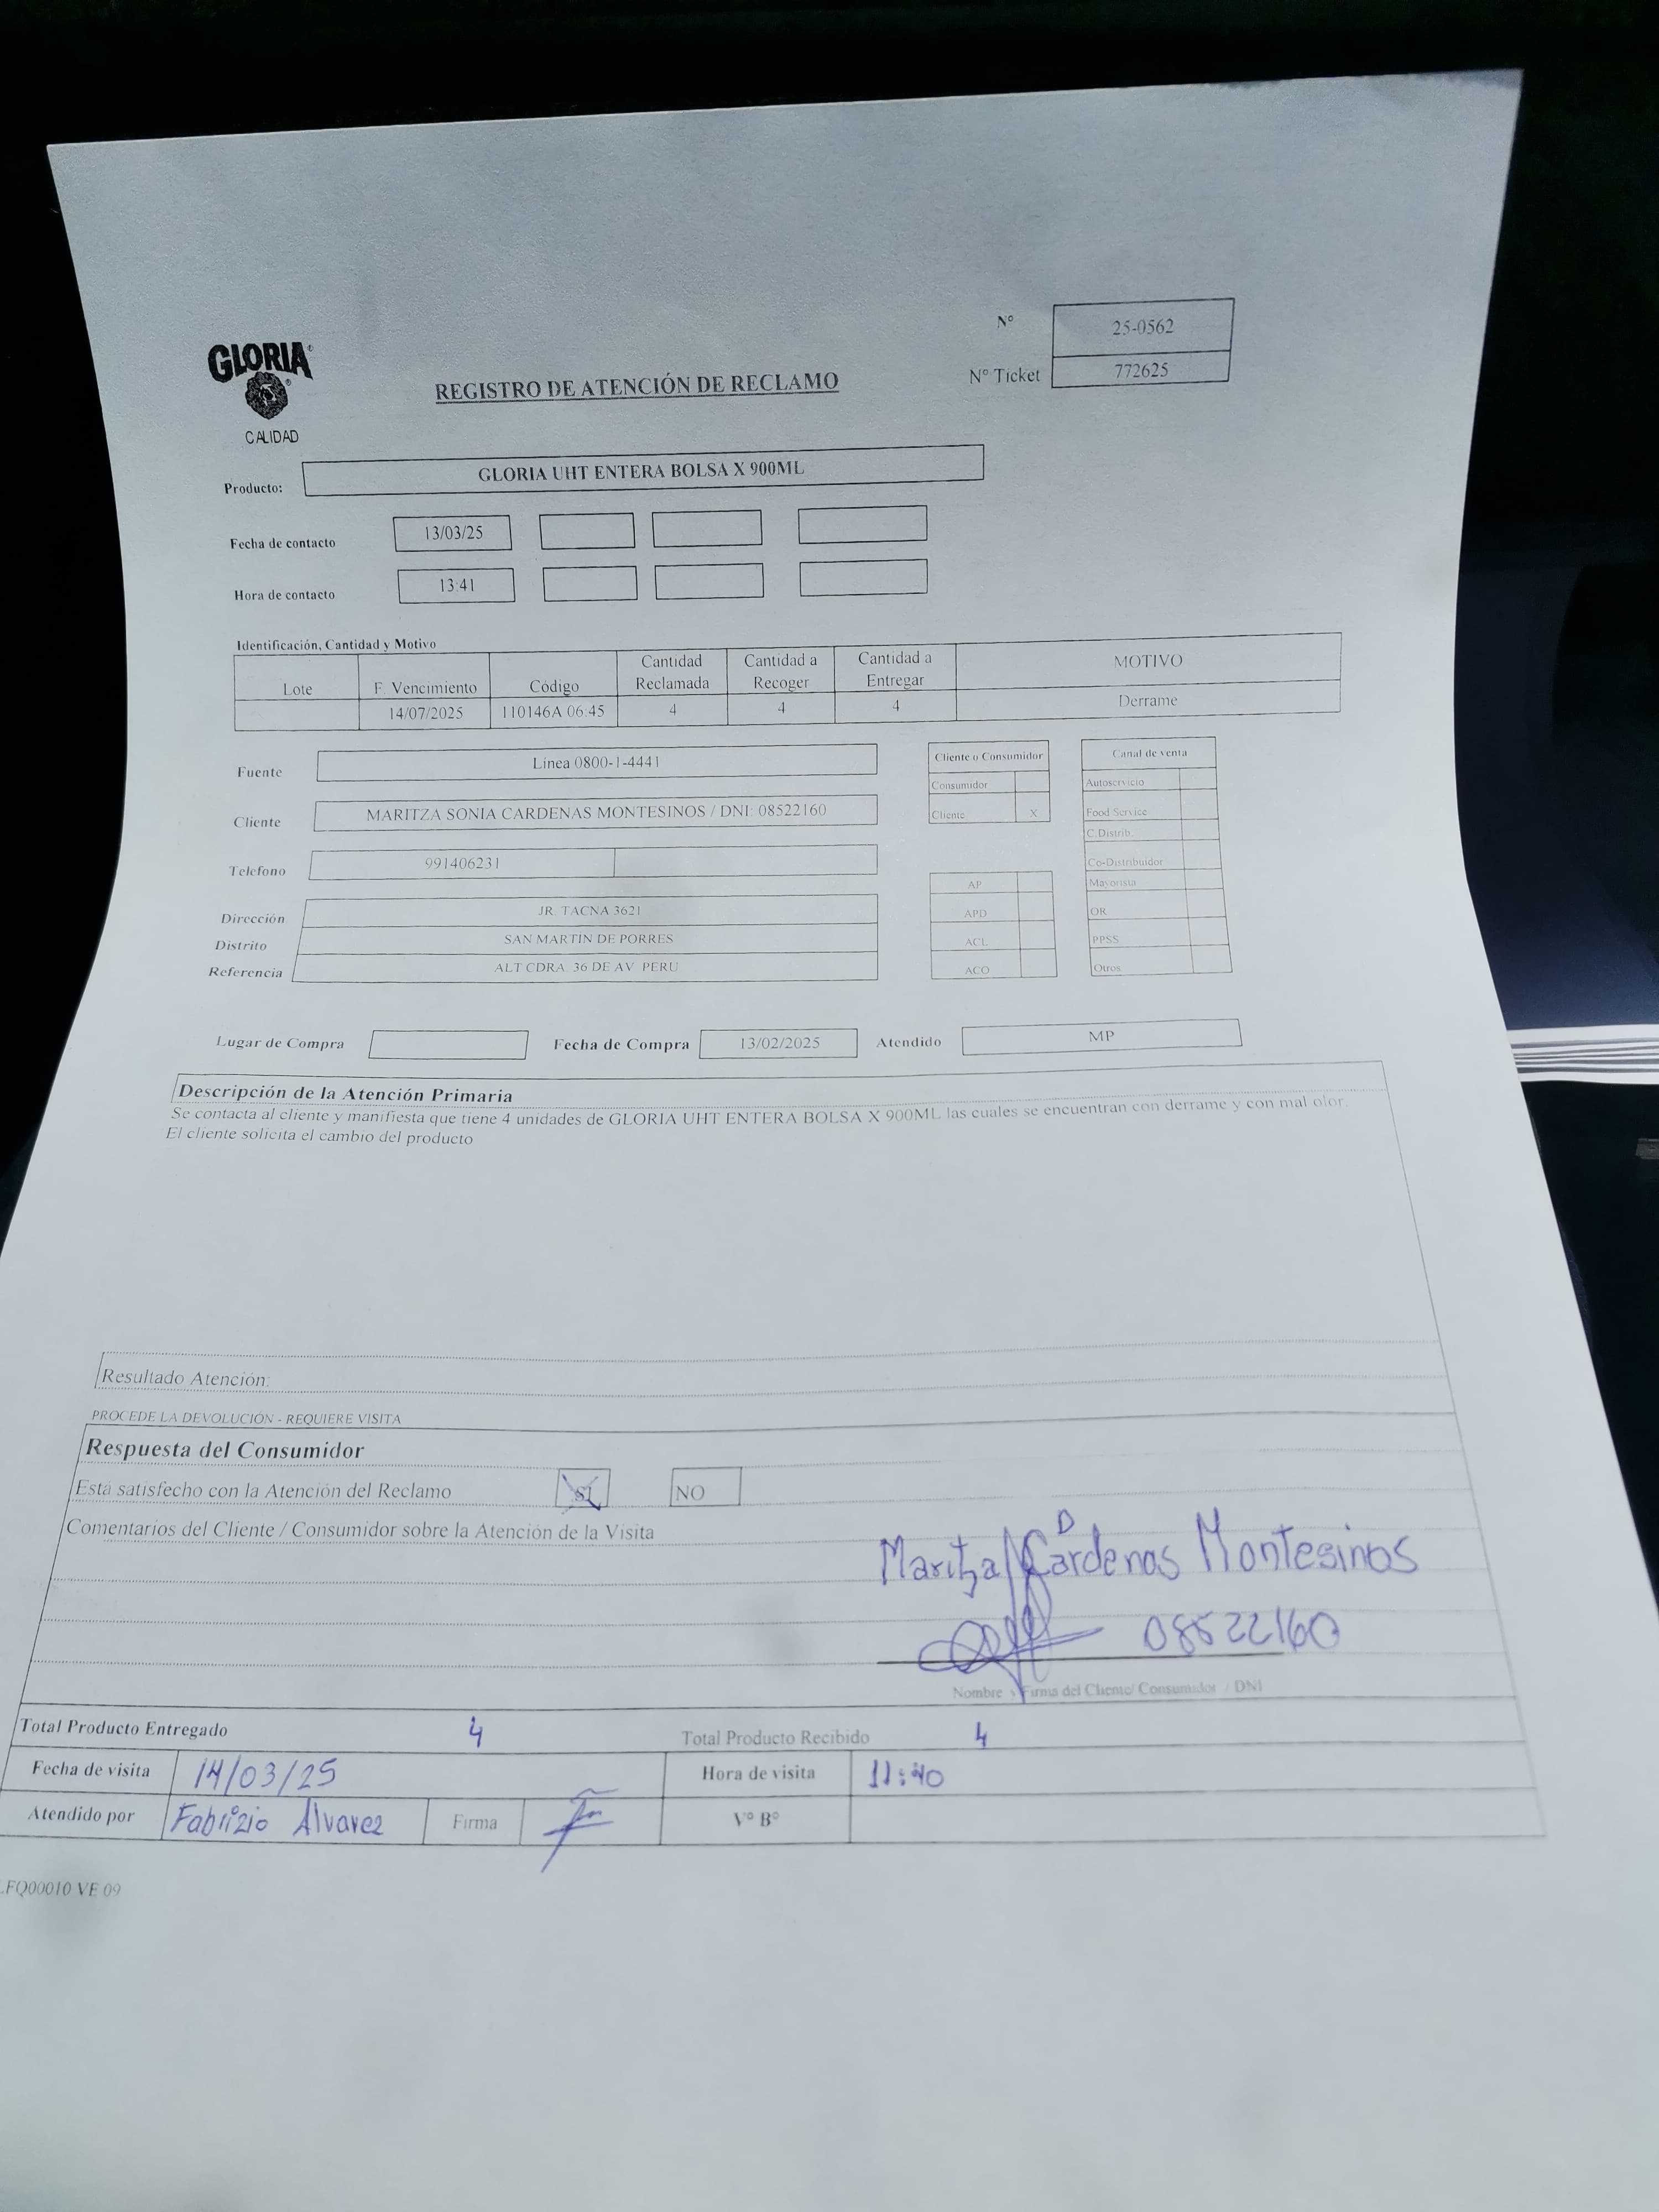 Nº 25-0562
GLORIA®
CALIDAD
REGISTRO DE ATENCIÓN DE RECLAMO
Nº Ticket 772625
Producto: GLORIA UHT ENTERA BOLSA X 900ML
Fecha de contacto 13/03/25
Hora de contacto 13:41
Identificación, Cantidad y Motivo
Lote F. Vencimiento Código Cantidad Reclamada Cantidad a Recoger Cantidad a Entregar MOTIVO
14/07/2025 110146A 06:45 4 4 4 Derrame
Fuente Linea 0800-1-4441
Cliente MARITZA SONIA CARDENAS MONTESINOS / DNI: 08522160
Telefono 991406231
Dirección JR. TACNA 3621
Distrito SAN MARTIN DE PORRES
Referencia ALT CDRA. 36 DE AV. PERU
Cliente o Consumidor
Consumidor
Cliente X
AP
APD
ACL
ACO
Canal de venta
Autoservicio
Food Service
C.Distrib.
Co-Distribuidor
Mayorista
OR
PPSS
Otros
Lugar de Compra Fecha de Compra 13/02/2025 Atendido MP
Descripción de la Atención Primaria
Se contacta al cliente y manifiesta que tiene 4 unidades de GLORIA UHT ENTERA BOLSA X 900ML las cuales se encuentran con derrame y con mal olor.
El cliente solicita el cambio del producto
Resultado Atención:
PROCEDE LA DEVOLUCIÓN - REQUIERE VISITA
Respuesta del Consumidor
Está satisfecho con la Atención del Reclamo SÍ NO
Comentarios del Cliente / Consumidor sobre la Atención de la Visita
Maritza Cardenas Montesinos
08522160
Nombre y Firma del Cliente/ Consumidor / DNI
Total Producto Entregado 4 Total Producto Recibido 4
Fecha de visita 14/03/25 Hora de visita 11:40
Atendido por Fabrizio Alvarez Firma Vº Bº
.FQ00010 VE 09